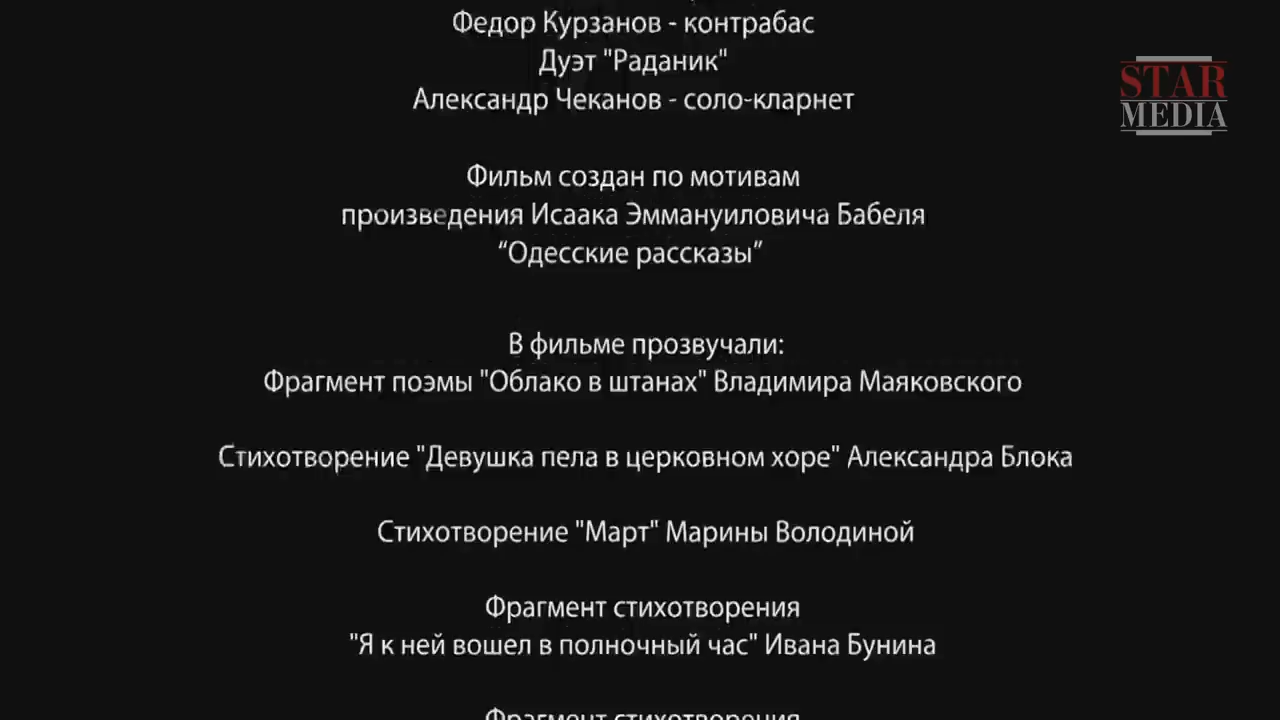 Федор Курзанов - контрабас
Дуэт "Раданик"
Александр Чеканов - соло-кларнет
STAR
MEDIA
Фильм создан по мотивам
произведения Исаака Эммануиловича Бабеля
“Одесские рассказы”
В фильме прозвучали:
Фрагмент поэмы "Облако в штанах" Владимира Маяковского
Стихотворение "Девушка пела в церковном хоре" Александра Блока
Стихотворение "Март" Марины Володиной
Фрагмент стихотворения
"Я к ней вошел в полночный час" Ивана Бунина
Фрагмент стихотворения